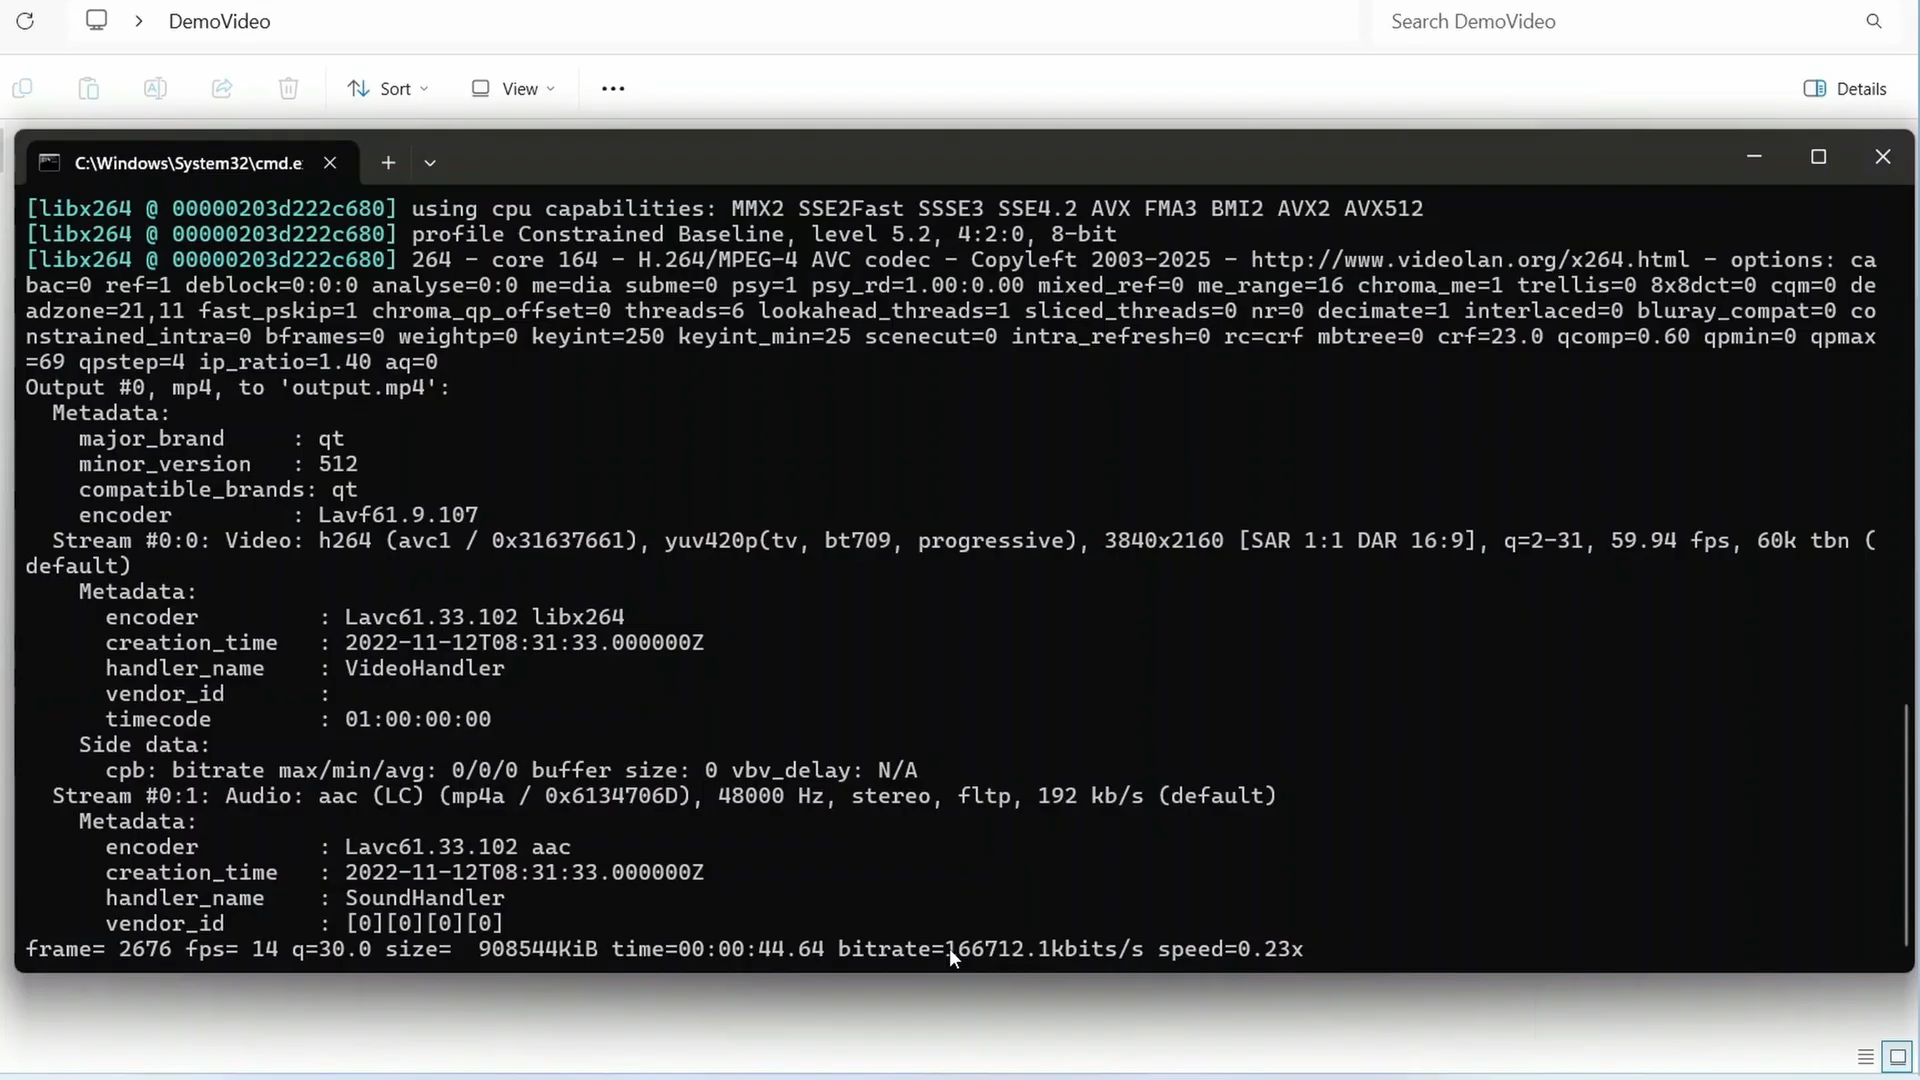 DemoVideo
Search DemoVideo
Sort
View
Details
C:\Windows\System32\cmd.e
[libx264 @ 00000203d222c680] using cpu capabilities: MMX2 SSE2Fast SSSE3 SSE4.2 AVX FMA3 BMI2 AVX2 AVX512
[libx264 @ 00000203d222c680] profile Constrained Baseline, level 5.2, 4:2:0, 8-bit
[libx264 @ 00000203d222c680] 264 - core 164 - H.264/MPEG-4 AVC codec - Copyleft 2003-2025 - http://www.videolan.org/x264.html - options: ca
bac=0 ref=1 deblock=0:0:0 analyse=0:0 me=dia subme=0 psy=1 psy_rd=1.00:0.00 mixed_ref=0 me_range=16 chroma_me=1 trellis=0 8x8dct=0 cqm=0 de
adzone=21,11 fast_pskip=1 chroma_qp_offset=0 threads=6 lookahead_threads=1 sliced_threads=0 nr=0 decimate=1 interlaced=0 bluray_compat=0 co
nstrained_intra=0 bframes=0 weightp=0 keyint=250 keyint_min=25 scenecut=0 intra_refresh=0 rc=crf mbtree=0 crf=23.0 qcomp=0.60 qpmin=0 qpmax
=69 qpstep=4 ip_ratio=1.40 aq=0
Output #0, mp4, to 'output.mp4':
  Metadata:
    major_brand     : qt
    minor_version   : 512
    compatible_brands: qt
    encoder         : Lavf61.9.107
  Stream #0:0: Video: h264 (avc1 / 0x31637661), yuv420p(tv, bt709, progressive), 3840x2160 [SAR 1:1 DAR 16:9], q=2-31, 59.94 fps, 60k tbn (
default)
    Metadata:
      encoder         : Lavc61.33.102 libx264
      creation_time   : 2022-11-12T08:31:33.000000Z
      handler_name    : VideoHandler
      vendor_id       :
      timecode        : 01:00:00:00
    Side data:
      cpb: bitrate max/min/avg: 0/0/0 buffer size: 0 vbv_delay: N/A
  Stream #0:1: Audio: aac (LC) (mp4a / 0x6134706D), 48000 Hz, stereo, fltp, 192 kb/s (default)
    Metadata:
      encoder         : Lavc61.33.102 aac
      creation_time   : 2022-11-12T08:31:33.000000Z
      handler_name    : SoundHandler
      vendor_id       : [0][0][0][0]
frame= 2676 fps= 14 q=30.0 size=  908544KiB time=00:00:44.64 bitrate=166712.1kbits/s speed=0.23x